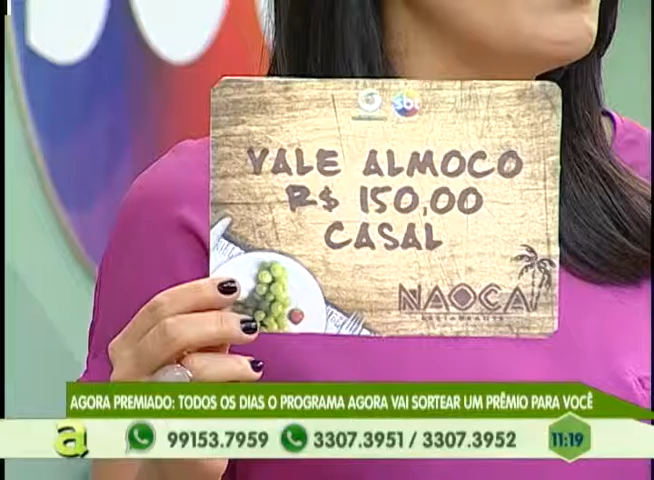 sbt
VALE ALMOCO
R$ 150,00
CASAL
NAOCA
RESTAURANTE
AGORA PREMIADO: TODOS OS DIAS O PROGRAMA AGORA VAI SORTEAR UM PRÊMIO PARA VOCÊ
a 99153.7959 3307.3951 / 3307.3952 11:19